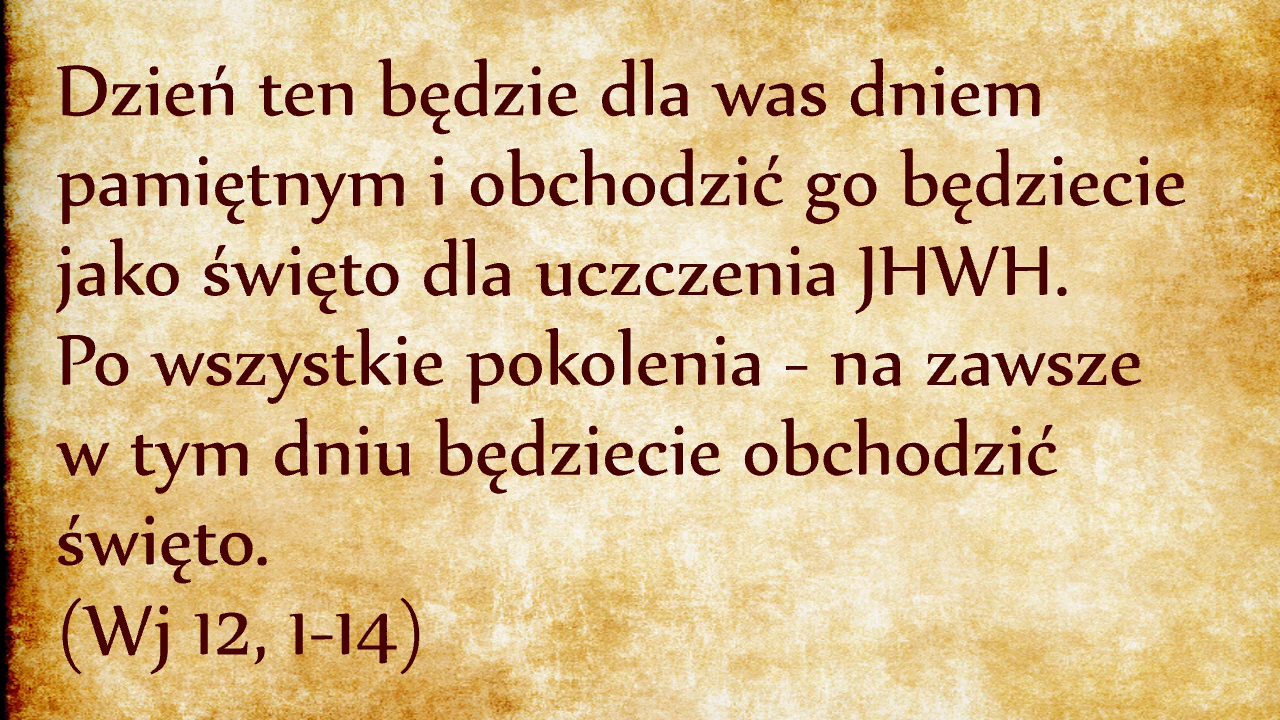 Dzień ten będzie dla was dniem
pamiętnym i obchodzić go będziecie
jako święto dla uczczenia JHWH.
Po wszystkie pokolenia - na zawsze
w tym dniu będziecie obchodzić
święto.
(Wj 12, 1-14)